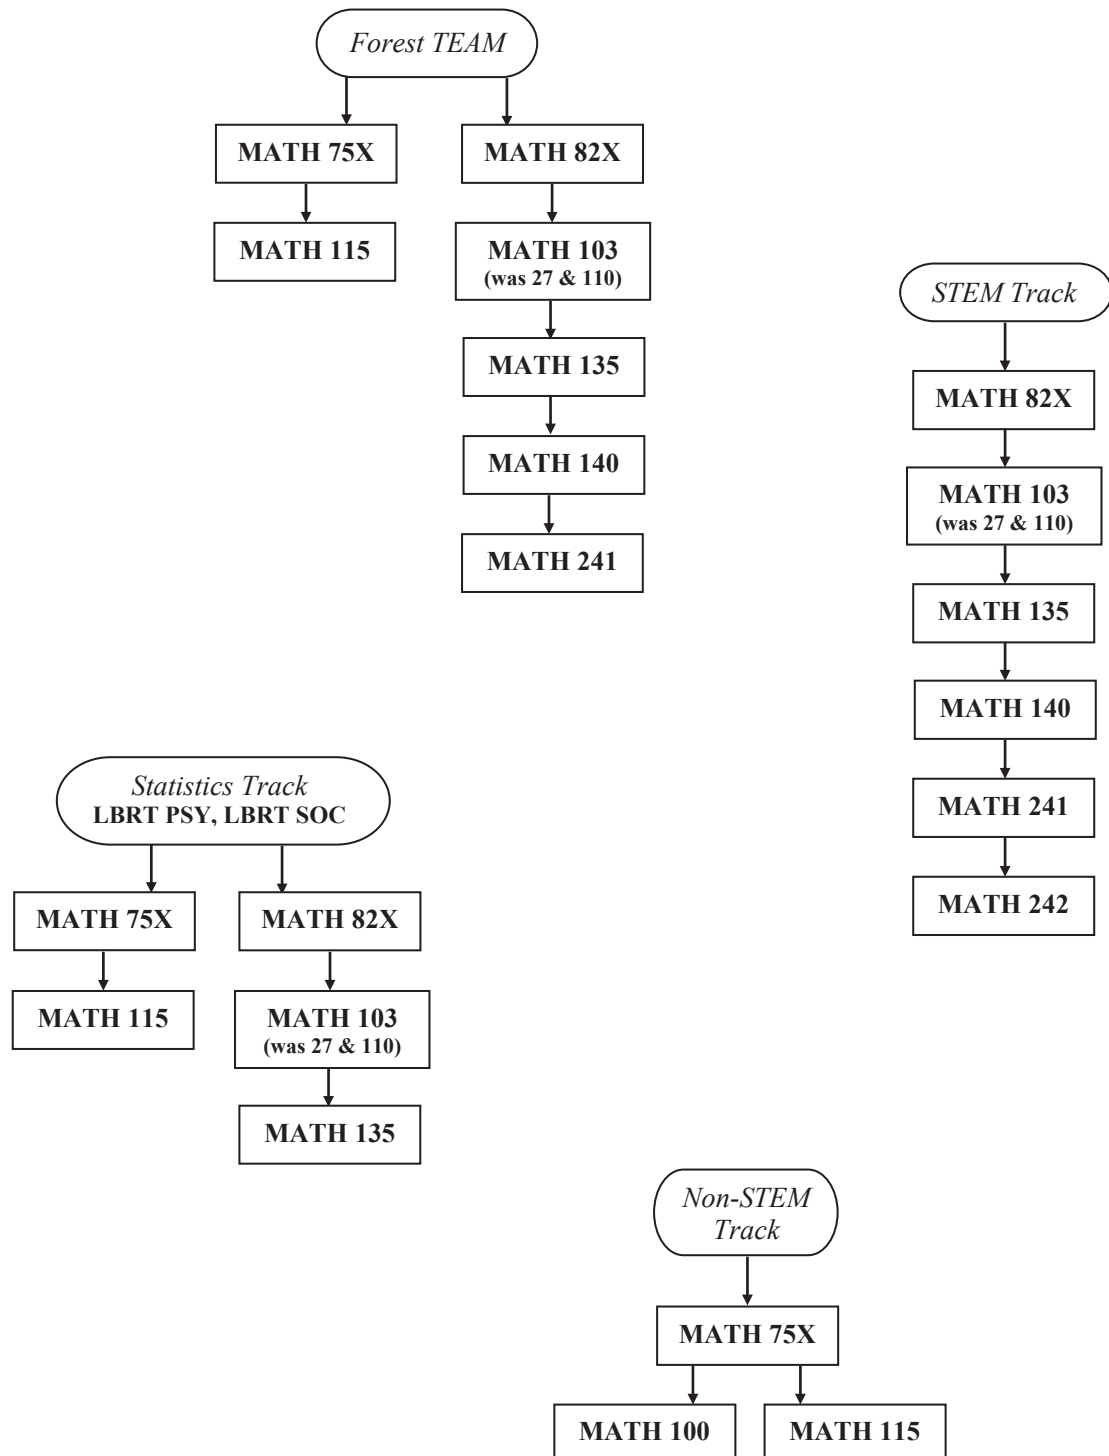 Forest TEAM
MATH 75X
MATH 82X
MATH 115
MATH 103
(was 27 & 110)
MATH 135
MATH 140
MATH 241
STEM Track
MATH 82X
MATH 103
(was 27 & 110)
MATH 135
MATH 140
MATH 241
MATH 242
Statistics Track
LBRT PSY, LBRT SOC
MATH 75X
MATH 82X
MATH 115
MATH 103
(was 27 & 110)
MATH 135
Non-STEM
Track
MATH 75X
MATH 100
MATH 115